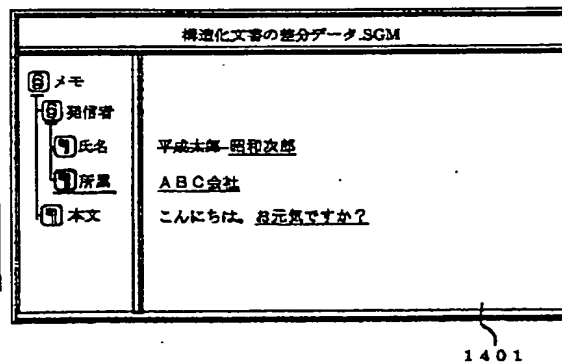 構造化文書の差分データ.SGM
メモ
発信者
氏名 平成太郎 昭和次郎
所属 ABC会社
本文 こんにちは。お元気ですか?
1401